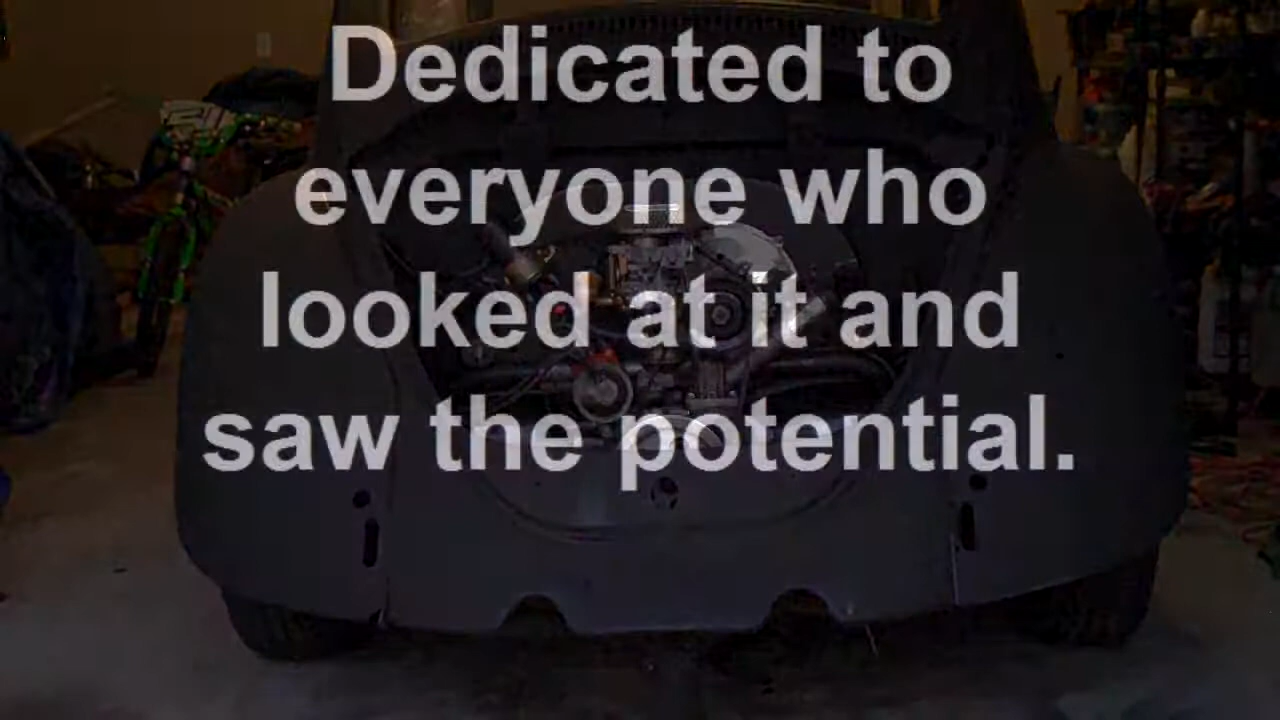 Dedicated to
everyone who
looked at it and
saw the potential.